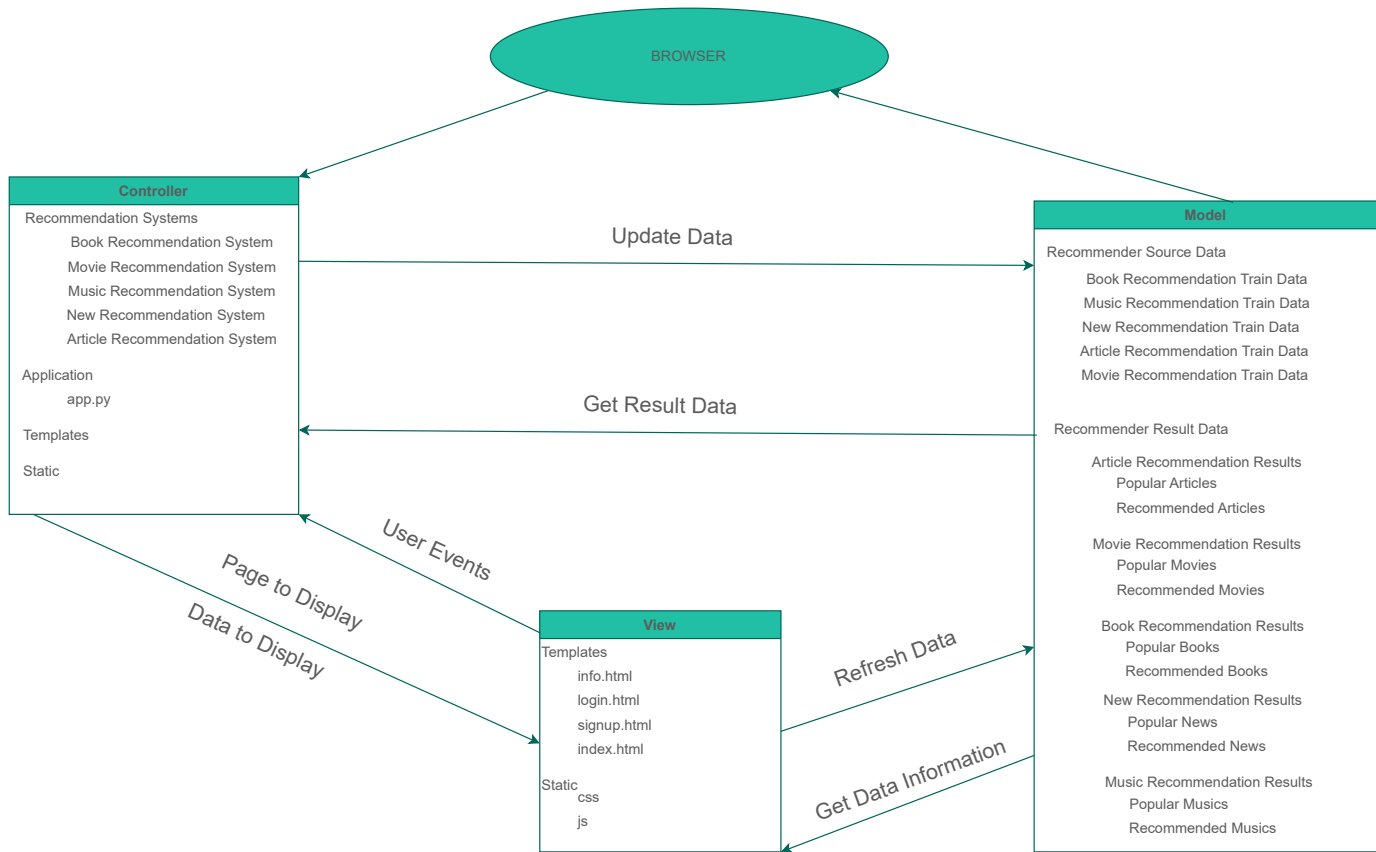 BROWSER
Controller
Recommendation Systems
Book Recommendation System
Movie Recommendation System
Music Recommendation System
New Recommendation System
Article Recommendation System
Application
app.py
Templates
Static
Update Data
Get Result Data
Model
Recommender Source Data
Book Recommendation Train Data
Music Recommendation Train Data
New Recommendation Train Data
Article Recommendation Train Data
Movie Recommendation Train Data
Recommender Result Data
Article Recommendation Results
Popular Articles
Recommended Articles
Movie Recommendation Results
Popular Movies
Recommended Movies
Book Recommendation Results
Popular Books
Recommended Books
New Recommendation Results
Popular News
Recommended News
Music Recommendation Results
Popular Musics
Recommended Musics
User Events
Page to Display
Data to Display
View
Templates
info.html
login.html
signup.html
index.html
Static
css
js
Refresh Data
Get Data Information